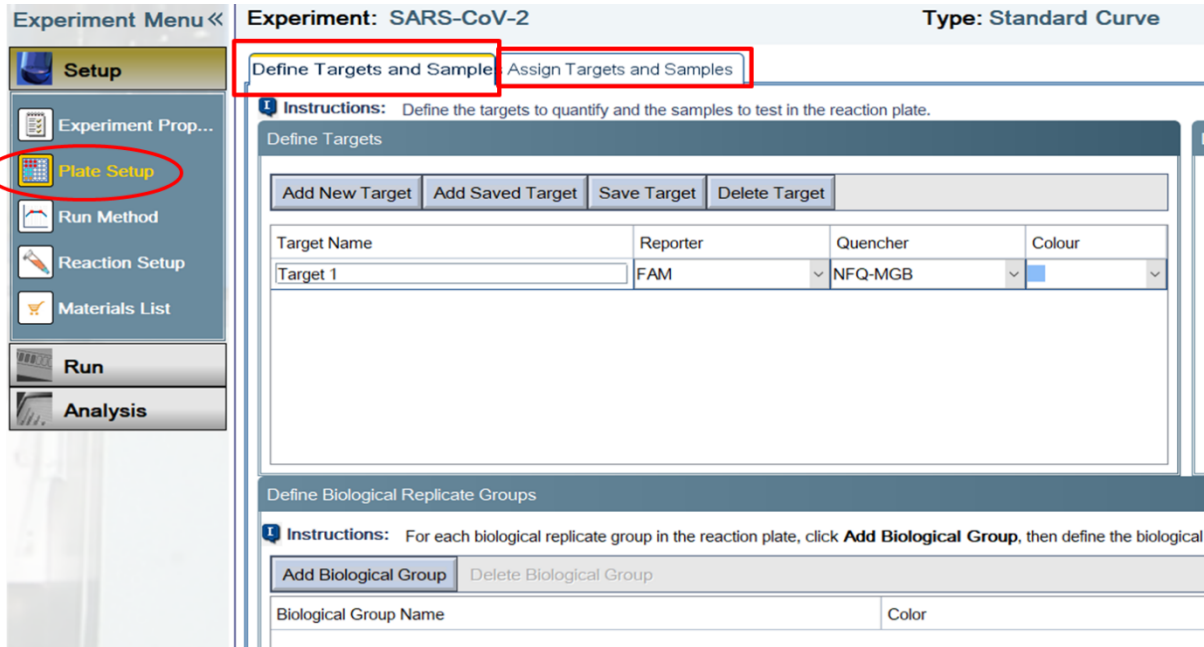 Experiment Menu «
Experiment: SARS-CoV-2 Type: Standard Curve
Setup
Experiment Prop...
Plate Setup
Run Method
Reaction Setup
Materials List
Run
Analysis
Define Targets and Sample Assign Targets and Samples
Instructions: Define the targets to quantify and the samples to test in the reaction plate.
Define Targets
Add New Target Add Saved Target Save Target Delete Target
Target Name Reporter Quencher Colour
Target 1 FAM NFQ-MGB
Define Biological Replicate Groups
Instructions: For each biological replicate group in the reaction plate, click Add Biological Group, then define the biological
Add Biological Group Delete Biological Group
Biological Group Name Color